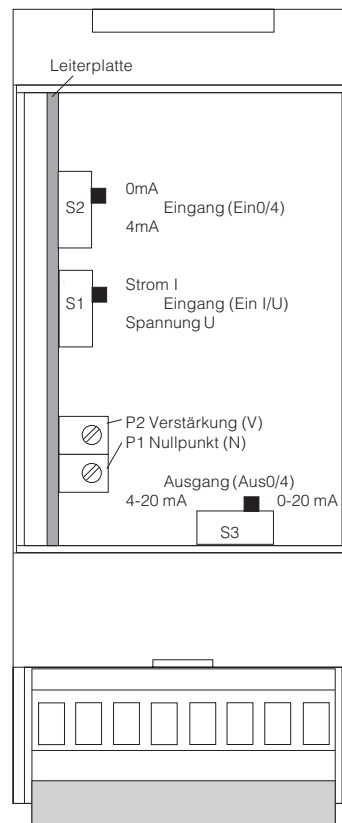 Leiterplatte
S2
0mA
Eingang (Ein0/4)
4mA
S1
Strom I
Eingang (Ein I/U)
Spannung U
P2 Verstärkung (V)
P1 Nullpunkt (N)
Ausgang (Aus0/4)
4-20 mA 0-20 mA
S3